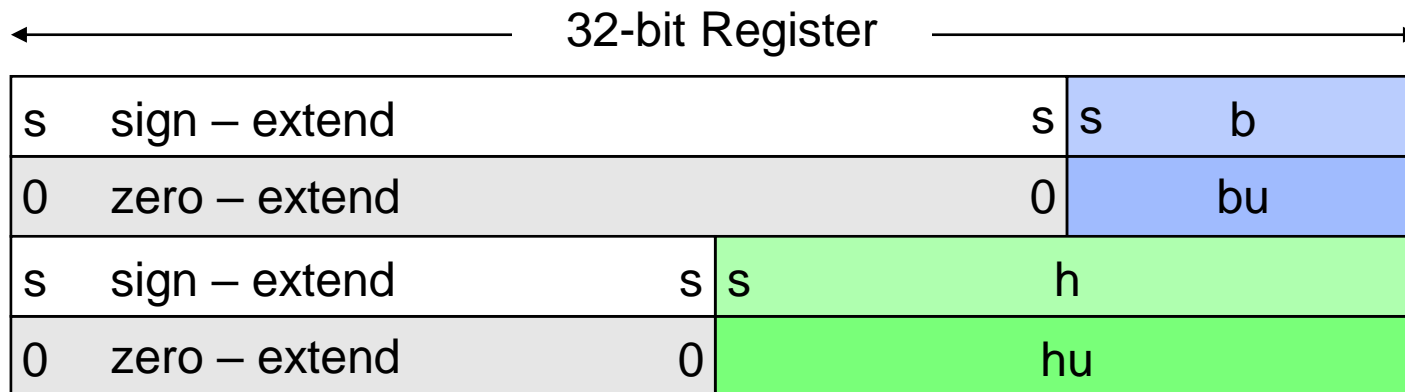 32-bit Register
s sign – extend s s b
0 zero – extend 0 bu
s sign – extend s s h
0 zero – extend 0 hu